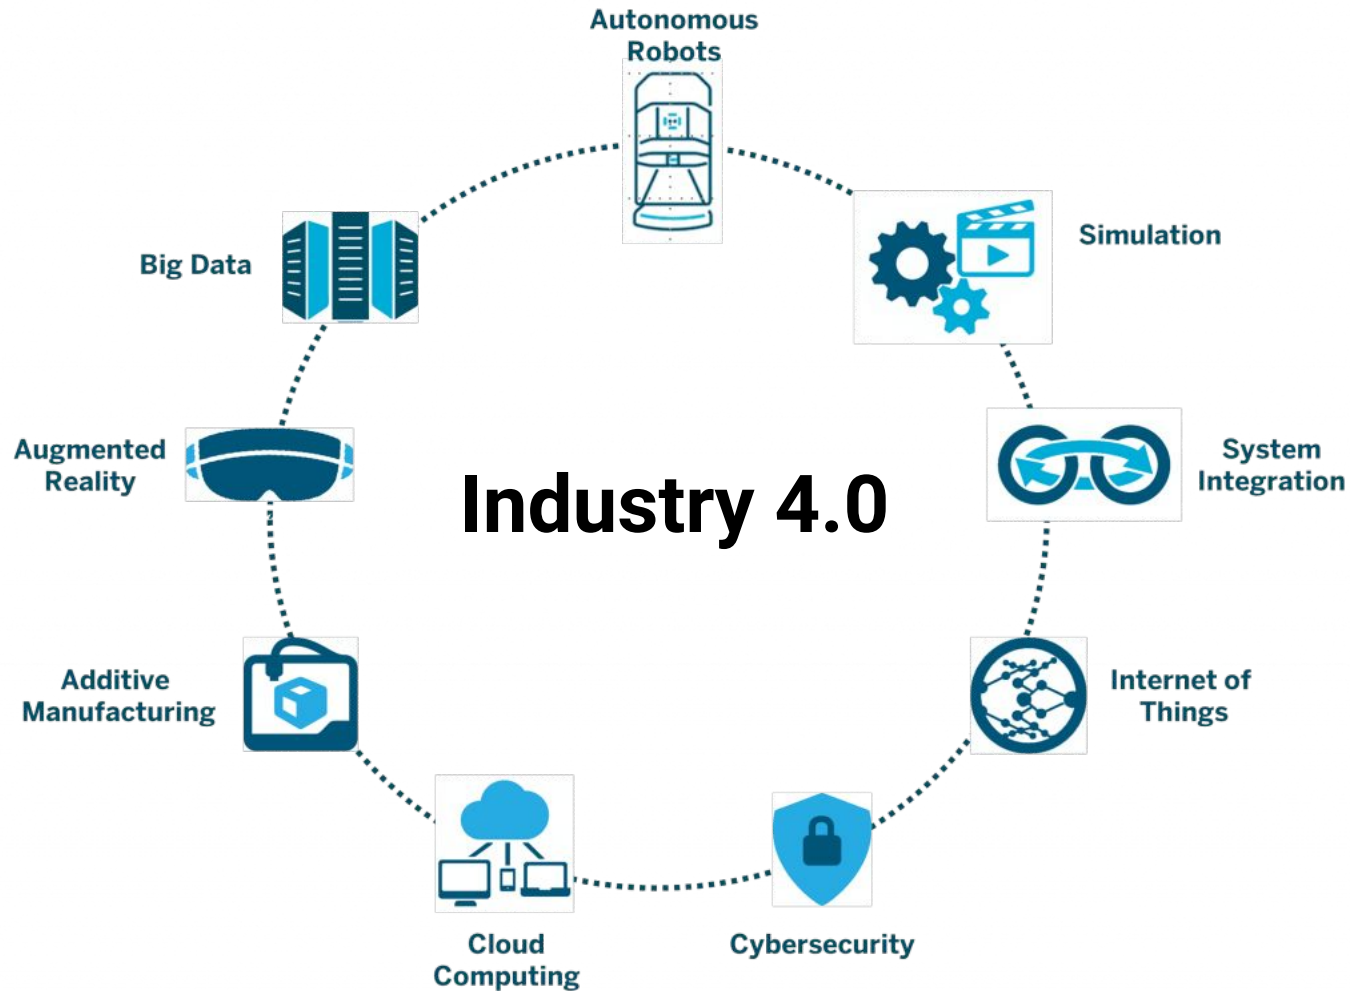 Autonomous
Robots
Simulation
System
Integration
Internet of
Things
Cybersecurity
Cloud
Computing
Additive
Manufacturing
Augmented
Reality
Big Data
Industry 4.0